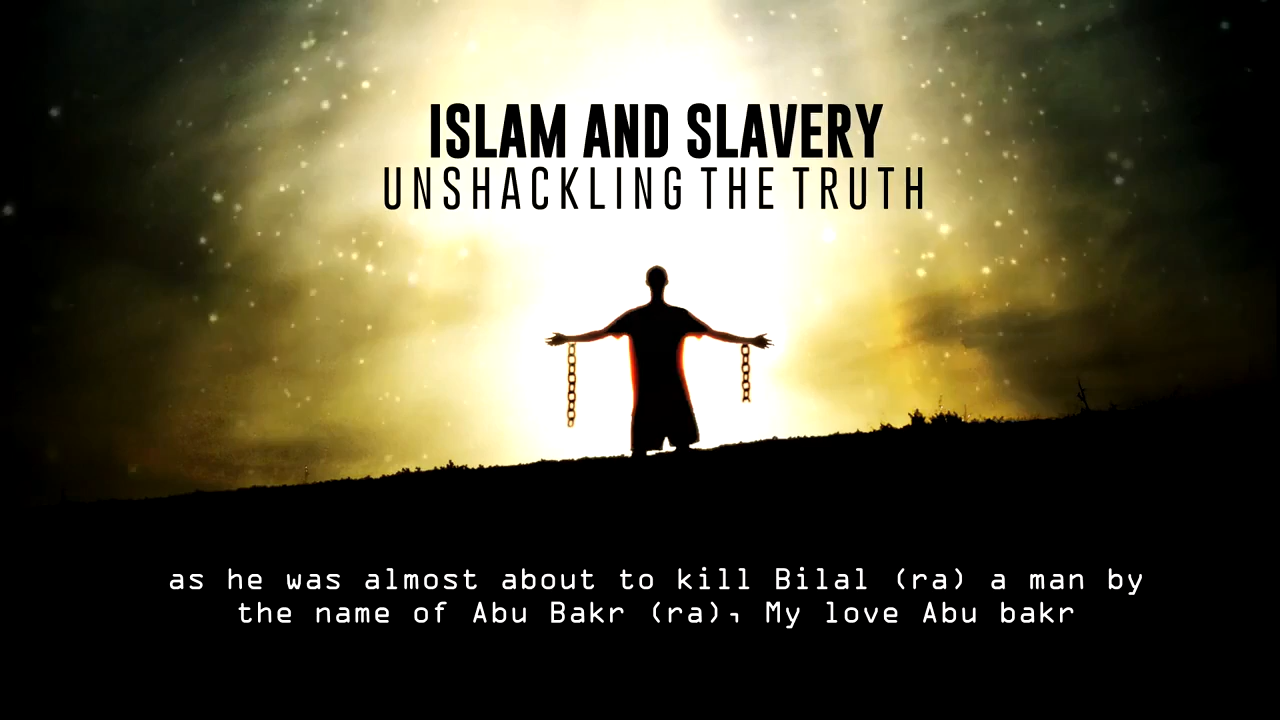 ISLAM AND SLAVERY
UNSHACKLING THE TRUTH
as he was almost about to kill Bilal (ra) a man by
the name of Abu Bakr (ra), My love Abu bakr